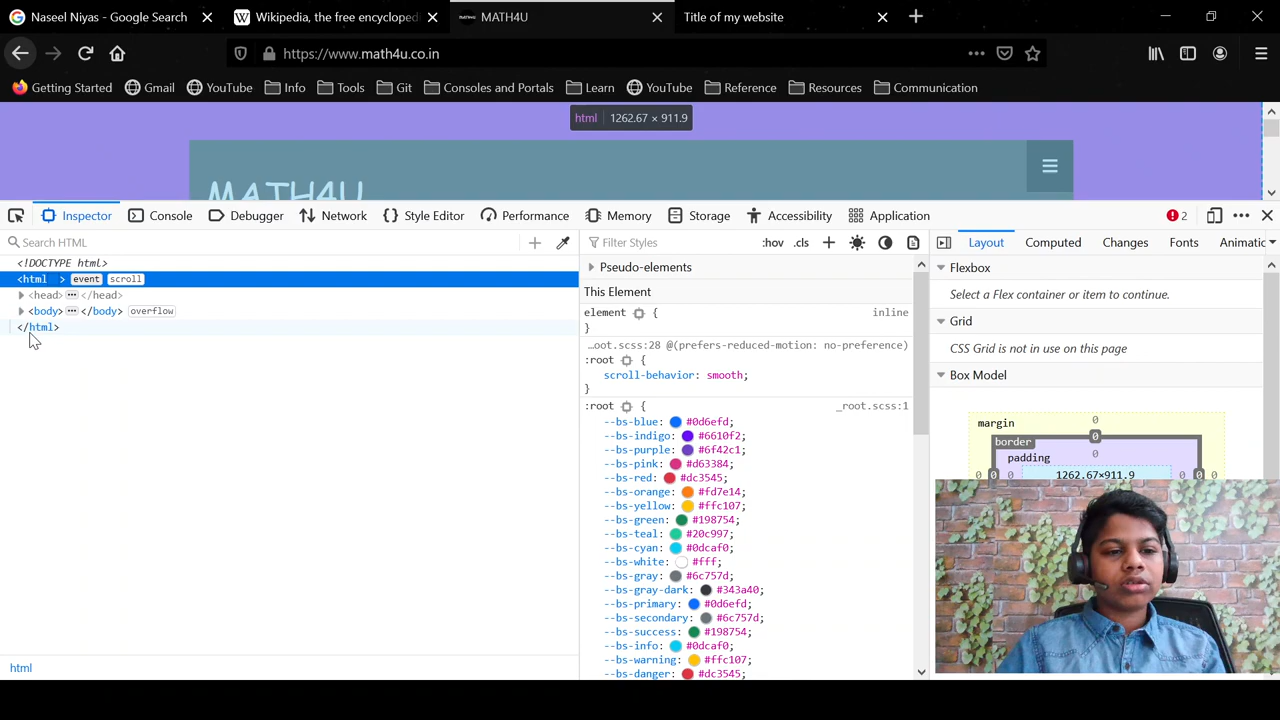 Naseel Niyas - Google Search
Wikipedia, the free encycloped
MATH4U
Title of my website
https://www.math4u.co.in
Getting Started
Gmail
YouTube
Info
Tools
Git
Consoles and Portals
Learn
YouTube
Reference
Resources
Communication
html 1262.67 × 911.9
MATH4U
Inspector
Console
Debugger
Network
Style Editor
Performance
Memory
Storage
Accessibility
Application
2
Search HTML
Filter Styles
:hov .cls
Layout
Computed
Changes
Fonts
Animatic
<!DOCTYPE html>
<html > event scroll
<head> ••• </head>
<body> ••• </body> overflow
</html>
html
Pseudo-elements
This Element
element { inline
}
…oot.scss:28 @(prefers-reduced-motion: no-preference)
:root {
scroll-behavior: smooth;
}
:root { _root.scss:1
--bs-blue: #0d6efd;
--bs-indigo: #6610f2;
--bs-purple: #6f42c1;
--bs-pink: #d63384;
--bs-red: #dc3545;
--bs-orange: #fd7e14;
--bs-yellow: #ffc107;
--bs-green: #198754;
--bs-teal: #20c997;
--bs-cyan: #0dcaf0;
--bs-white: #fff;
--bs-gray: #6c757d;
--bs-gray-dark: #343a40;
--bs-primary: #0d6efd;
--bs-secondary: #6c757d;
--bs-success: #198754;
--bs-info: #0dcaf0;
--bs-warning: #ffc107;
--bs-danger: #dc3545;
Flexbox
Select a Flex container or item to continue.
Grid
CSS Grid is not in use on this page
Box Model
margin 0
border 0
padding 0
0 0 0 1262.67×911.9 0 0 0